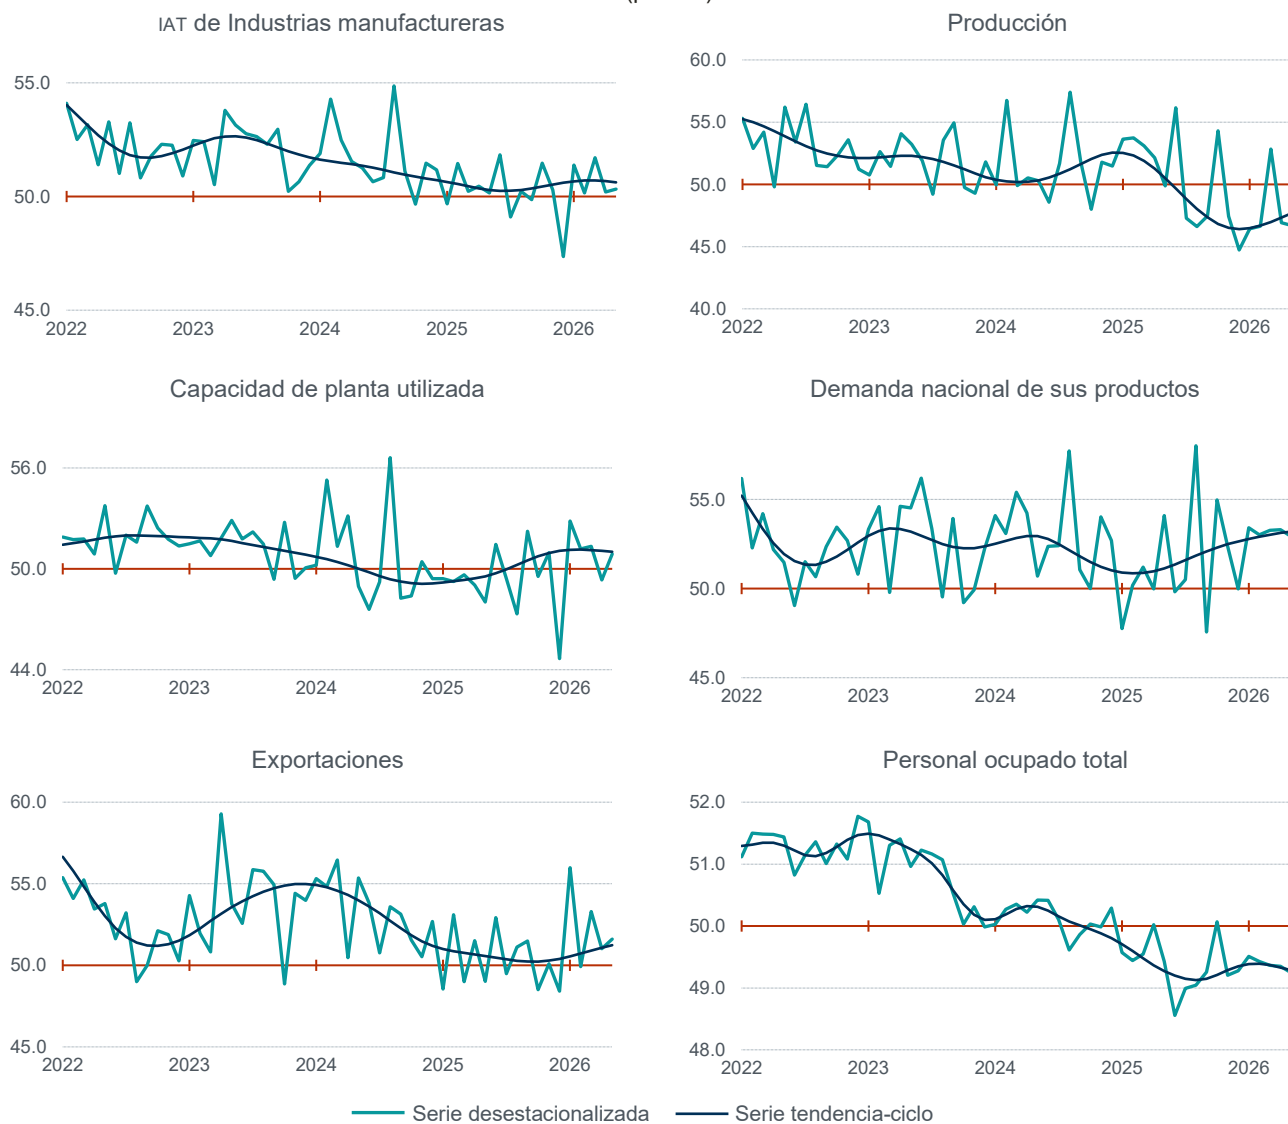 IAT de Industrias manufactureras
55.0
50.0
45.0
2022 2023 2024 2025 2026
Producción
60.0
55.0
50.0
45.0
40.0
2022 2023 2024 2025 2026
Capacidad de planta utilizada
56.0
50.0
44.0
2022 2023 2024 2025 2026
Demanda nacional de sus productos
55.0
50.0
45.0
2022 2023 2024 2025 2026
Exportaciones
60.0
55.0
50.0
45.0
2022 2023 2024 2025 2026
Personal ocupado total
52.0
51.0
50.0
49.0
48.0
2022 2023 2024 2025 2026
Serie desestacionalizada Serie tendencia-ciclo